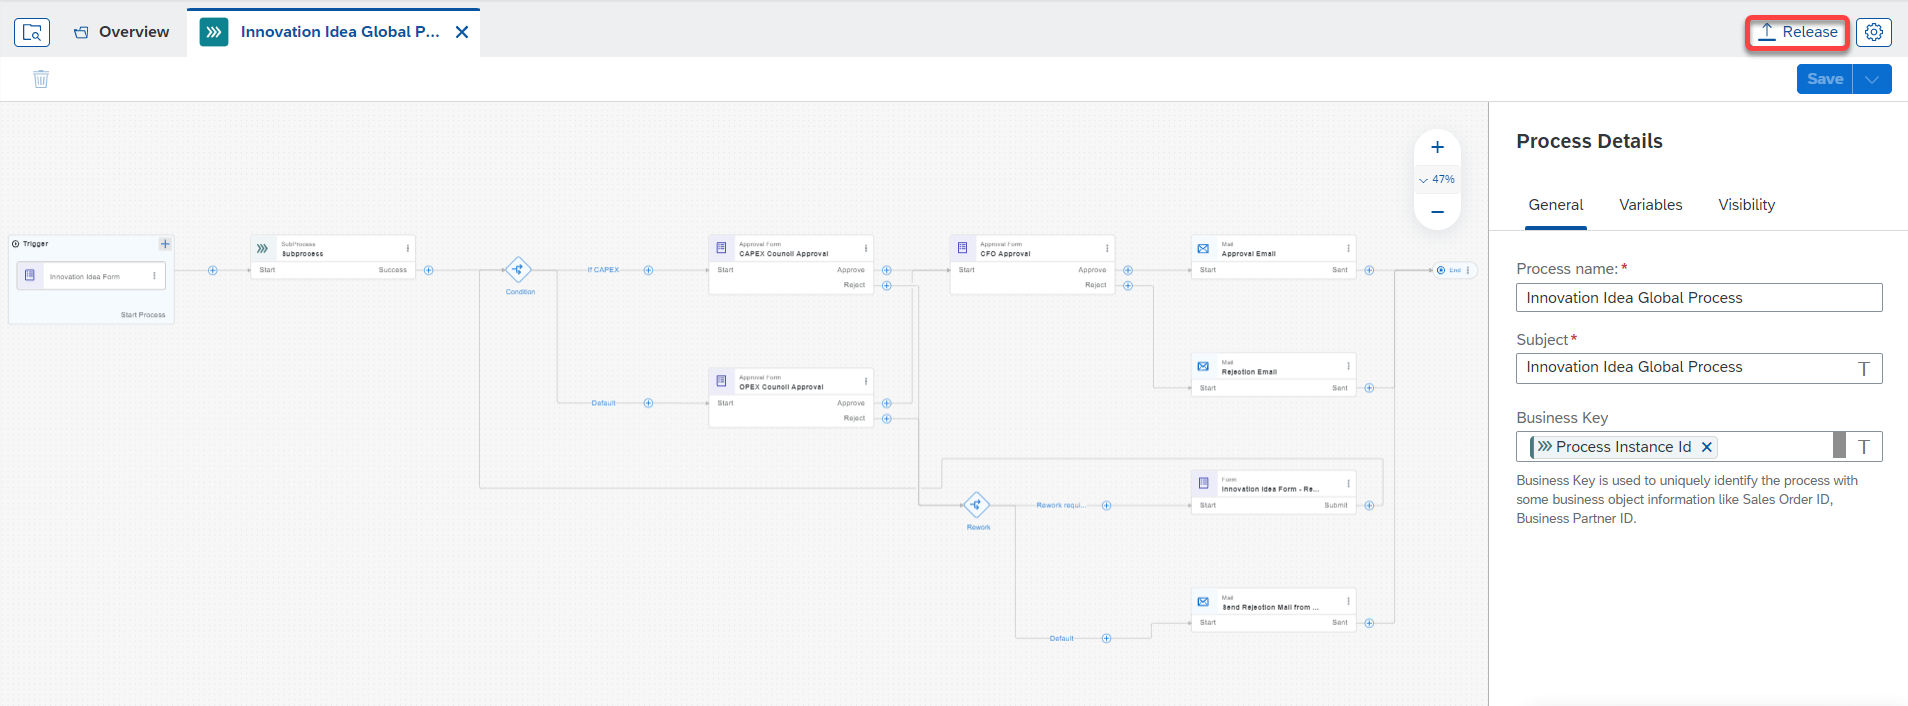 Overview
Innovation Idea Global P...
Release
Save
47%
Trigger
Innovation Idea Form
Start Process
SubProcess
Subprocess
Start
Success
Condition
If CAPEX
Default
Approval Form
CAPEX Council Approval
Start
Approve
Reject
Approval Form
OPEX Council Approval
Start
Approve
Reject
Approval Form
CFO Approval
Start
Approve
Reject
Mail
Approval Email
Start
Sent
Mail
Rejection Email
Start
Sent
End
Rework
Rework requi...
Default
Form
Innovation Idea Form - Re...
Start
Submit
Mail
Send Rejection Mail from ...
Start
Sent
Process Details
General
Variables
Visibility
Process name: *
Innovation Idea Global Process
Subject *
Innovation Idea Global Process
Business Key
Process Instance Id
Business Key is used to uniquely identify the process with
some business object information like Sales Order ID,
Business Partner ID.